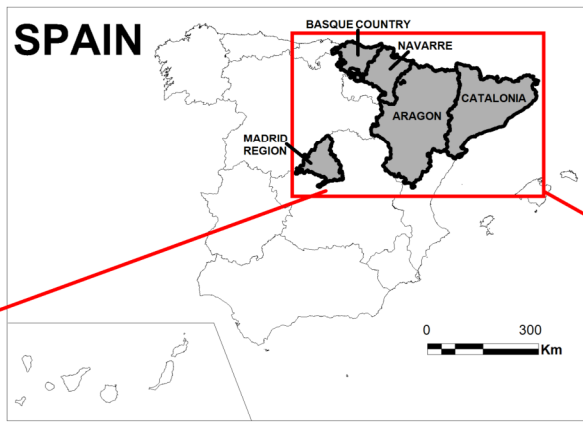 SPAIN
BASQUE COUNTRY
NAVARRE
CATALONIA
ARAGON
MADRID
REGION
0 300
Km